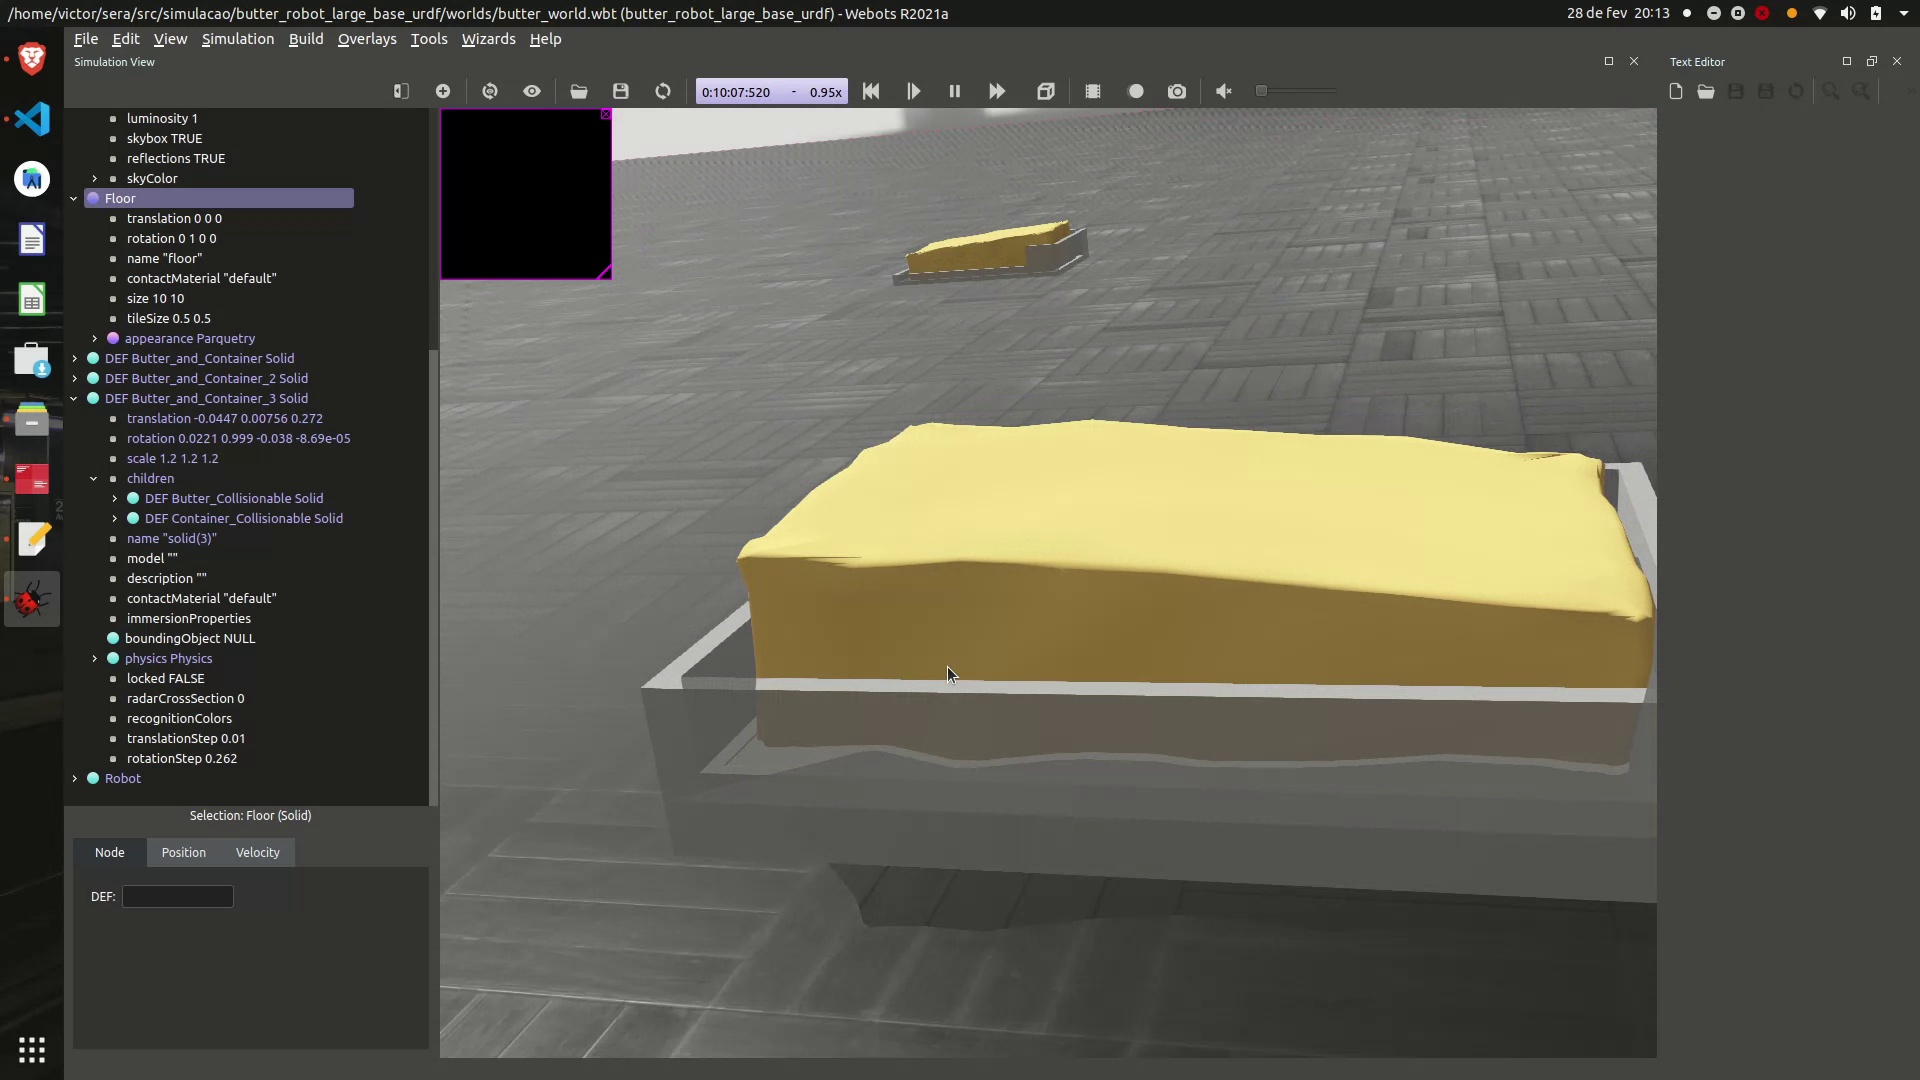 /home/victor/sera/src/simulacao/butter_robot_large_base_urdf/worlds/butter_world.wbt (butter_robot_large_base_urdf) - Webots R2021a
28 de fev 20:13
File Edit View Simulation Build Overlays Tools Wizards Help
Simulation View
Text Editor
0:10:07:520 - 0.95x
luminosity 1
skybox TRUE
reflections TRUE
skyColor
Floor
translation 0 0 0
rotation 0 1 0 0
name "floor"
contactMaterial "default"
size 10 10
tileSize 0.5 0.5
appearance Parquetry
DEF Butter_and_Container Solid
DEF Butter_and_Container_2 Solid
DEF Butter_and_Container_3 Solid
translation -0.0447 0.00756 0.272
rotation 0.0221 0.999 -0.038 -8.69e-05
scale 1.2 1.2 1.2
children
DEF Butter_Collisionable Solid
DEF Container_Collisionable Solid
name "solid(3)"
model ""
description ""
contactMaterial "default"
immersionProperties
boundingObject NULL
physics Physics
locked FALSE
radarCrossSection 0
recognitionColors
translationStep 0.01
rotationStep 0.262
Robot
Selection: Floor (Solid)
Node Position Velocity
DEF: